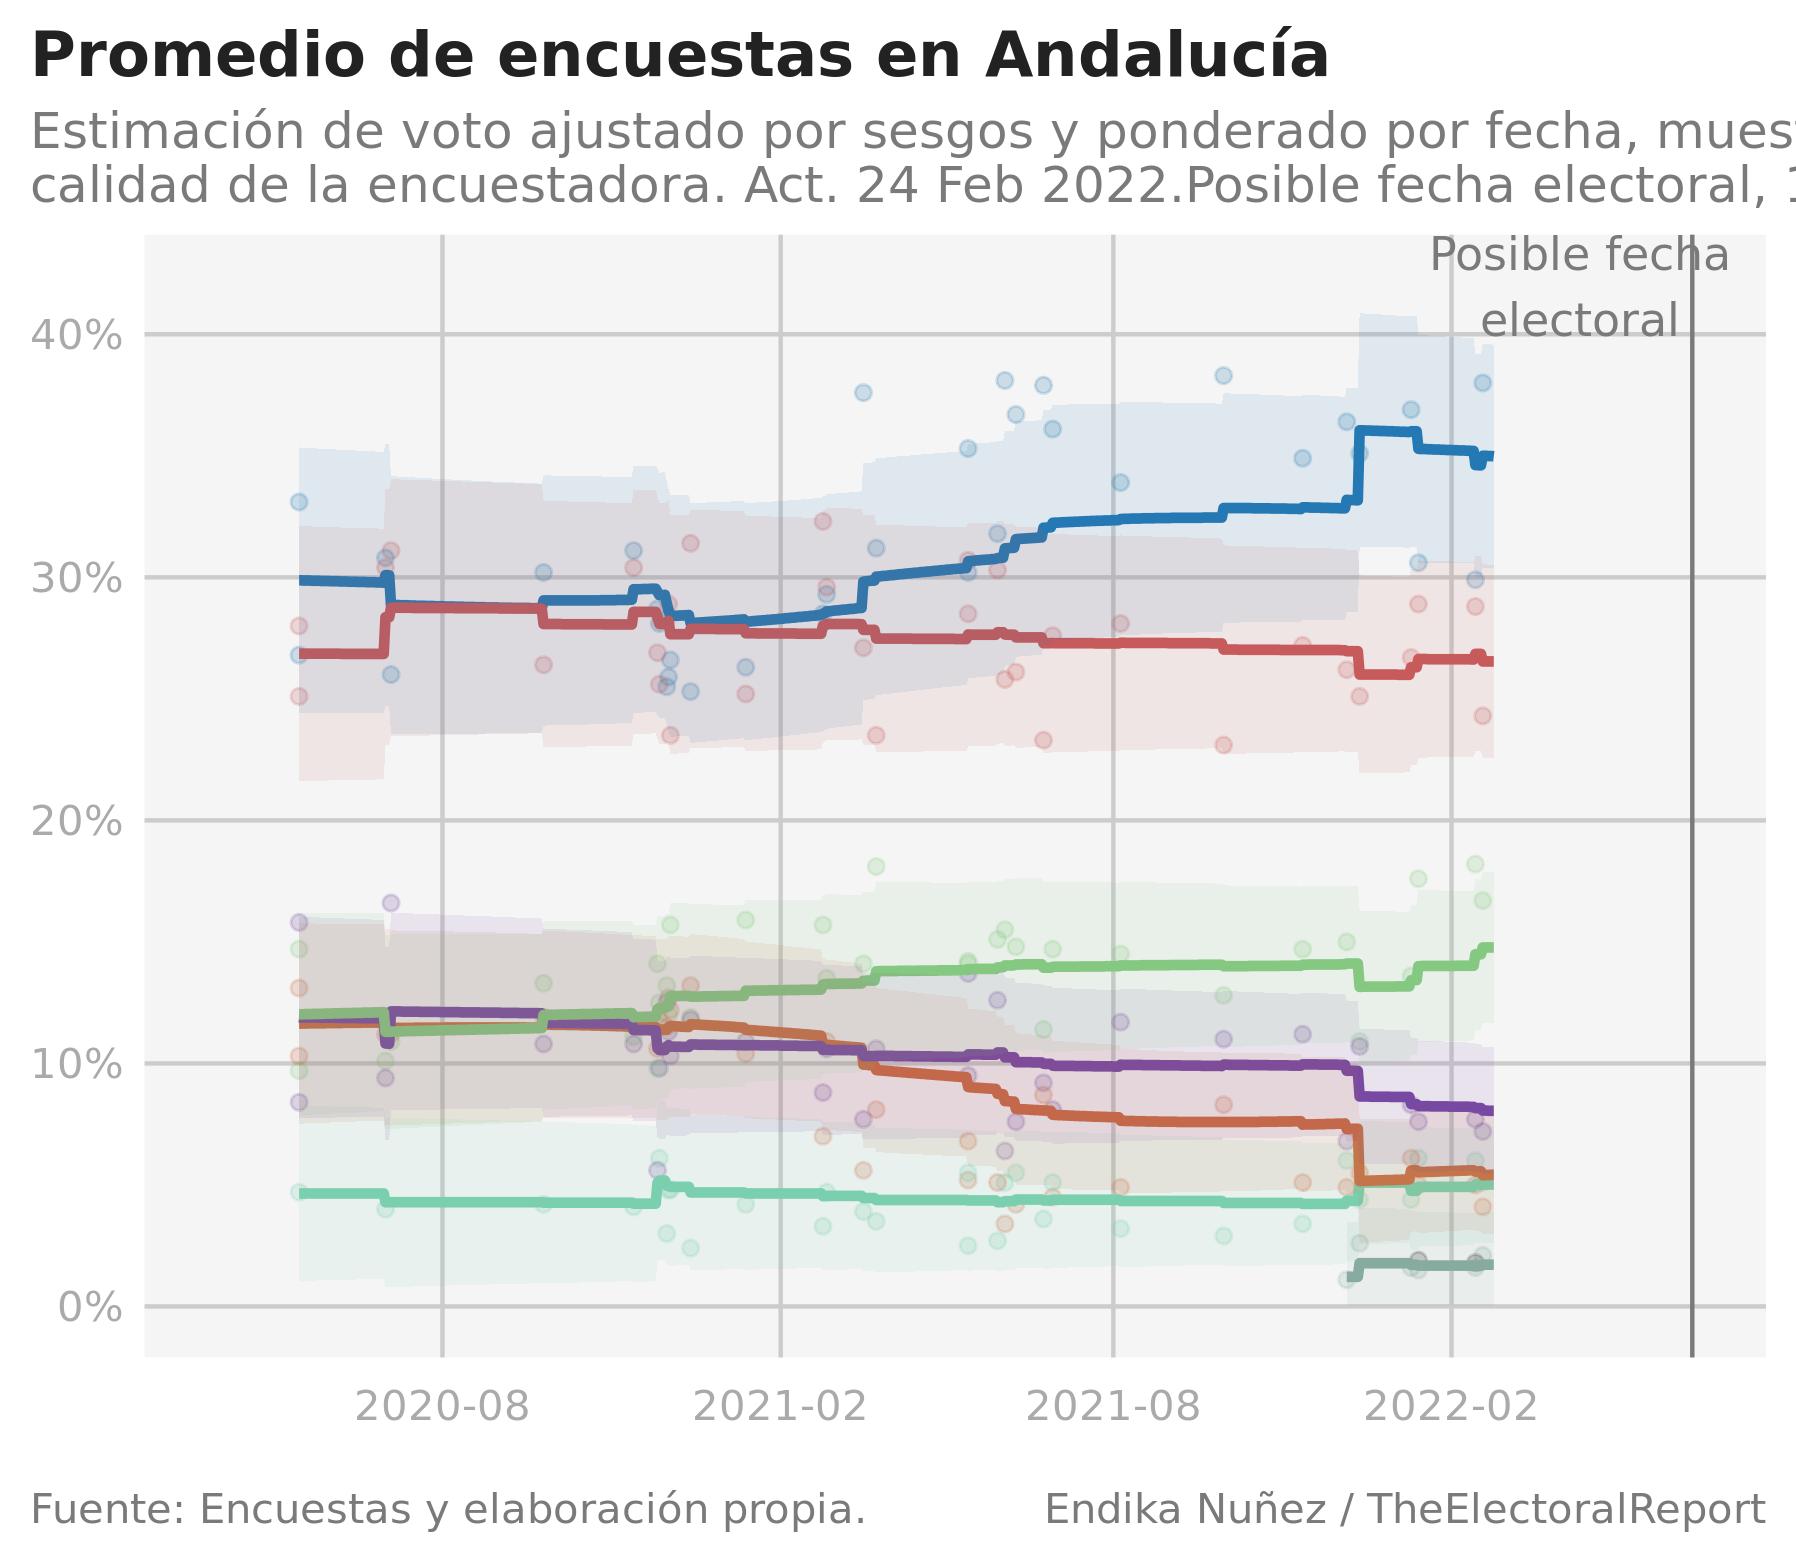 Promedio de encuestas en Andalucía
Estimación de voto ajustado por sesgos y ponderado por fecha,
calidad de la encuestadora. Act. 24 Feb 2022.Posible fecha electoral,
Posible fecha
electoral
40%
30%
20%
10%
0%
2020-08 2021-02 2021-08 2022-02
Fuente: Encuestas y elaboración propia. Endika Nuñez / TheElectoralReport